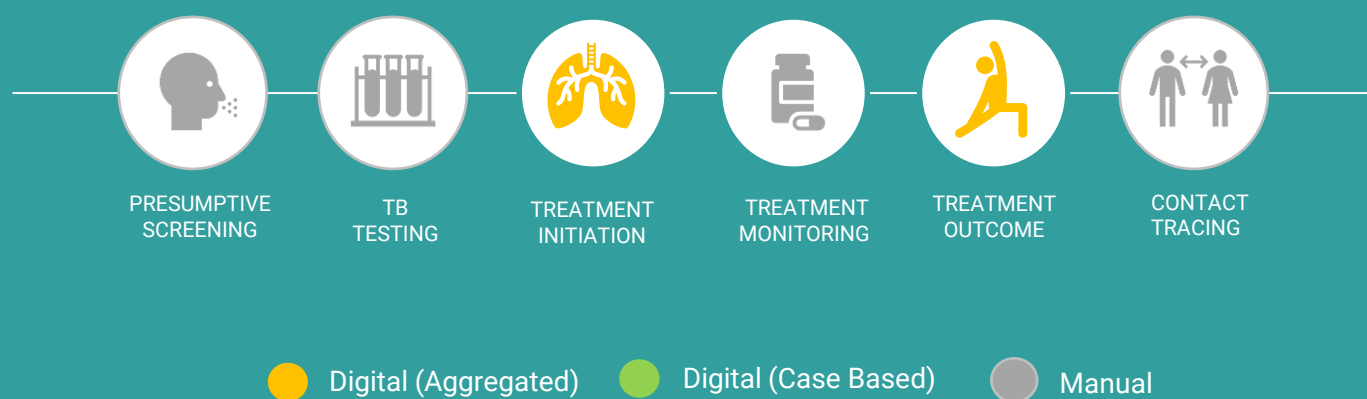 PRESUMPTIVE
SCREENING
TB
TESTING
TREATMENT
INITIATION
TREATMENT
MONITORING
TREATMENT
OUTCOME
CONTACT
TRACING
Digital (Aggregated)
Digital (Case Based)
Manual